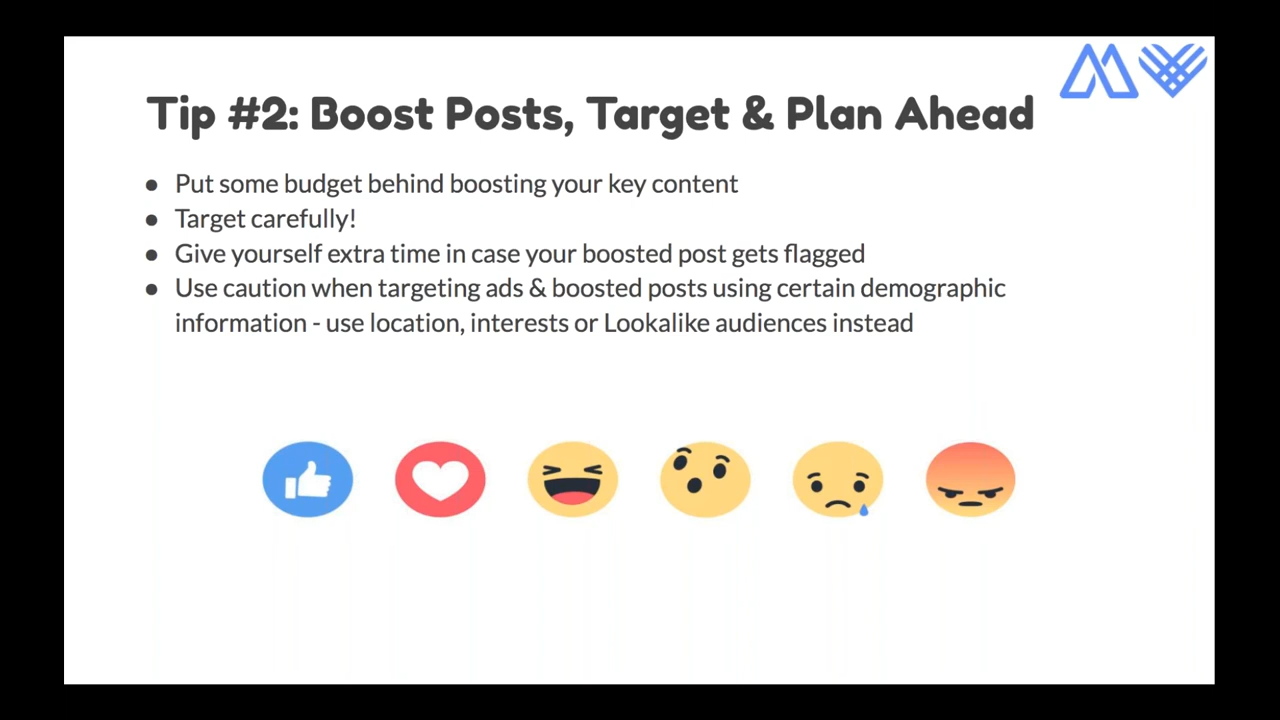 Tip #2: Boost Posts, Target & Plan Ahead
● Put some budget behind boosting your key content
● Target carefully!
● Give yourself extra time in case your boosted post gets flagged
● Use caution when targeting ads & boosted posts using certain demographic
information - use location, interests or Lookalike audiences instead